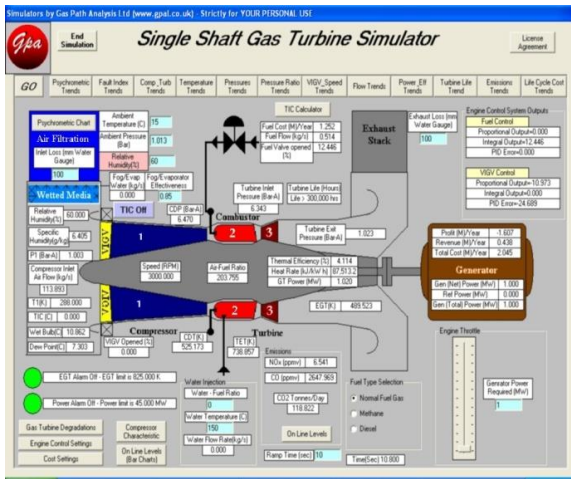 Simulators by Gas Path Analysis Ltd (www.gpal.co.uk) - Strictly for YOUR PERSONAL USE
Gpa
End Simulation
Single Shaft Gas Turbine Simulator
License Agreement
GO
Psychrometric Trends
Fault Index Trends
Comp_Turb Trends
Temperature Trends
Pressures Trends
Pressure Ratio Trends
VIGV_Speed Trends
Flow Trends
Power_Eff Trends
Turbine Life Trend
Emissions Trends
Life Cycle Cost Trends
Psychrometric Chart
Ambient Temperature (C) 15
Air Filtration
Ambient Pressure (Bar) 1.013
Inlet Loss (mm Water Gauge)
100
Relative Humidity(%) 60
Fog/Evap Water (kg/s) 0.000
Fog/Evaporator Effectiveness 0.85
Wetted Media
TIC Off
TIC Calculator
Fuel Cost (M)/Year 1.252
Fuel Flow (kg/s) 0.514
Fuel Valve opened (%) 12.446
Exhaust Stack
Exhaust Loss (mm Water Gauge)
100
Engine Control System Outputs
Fuel Control
Proportional Output=0.000
Integral Output=12.446
PID Error=0.000
VIGV Control
Proportional Output=-10.973
Integral Output=0.000
PID Error=-24.689
Relative Humidity(%) 60.000
Specific Humidity(g/kg) 6.405
P1 (Bar-A) 1.003
Compressor Inlet Air Flow (kg/s)
113.893
T1(K) 288.000
TIC (C) 0.000
Wet Bulb(C) 10.862
Dew Point(C) 7.303
VIGV
CDP (Bar-A)
6.470
Turbine Inlet Pressure (Bar-A)
6.343
Turbine Life (Hours)
Life > 300,000 hrs
Combustor
1
2
3
Turbine Exit Pressure (Bar-A) 1.023
Speed (RPM)
3000.000
Air-Fuel Ratio
203.755
Thermal Efficiency (%) 4.114
Heat Rate (kJ/kW h) 87,513.2
GT Power (MW) 1.020
EGT(K) 489.523
1
2
3
VIGV
VIGV Opened (%)
0.000
Compressor
CDT(K)
525.173
Turbine
TET(K)
738.857
Profit (M)/Year -1.607
Revenue (M)/Year 0.438
Total Cost (M)/Year 2.045
Generator
Gen (Net) Power (MW) 1.000
Ref Power (MW) 0.000
Gen (Total) Power (MW) 1.000
EGT Alarm Off - EGT limit is 825.000 K
Power Alarm Off - Power limit is 45.000 MW
Gas Turbine Degradations
Engine Control Settings
Cost Settings
Compressor Characteristic
On Line Levels (Bar Charts)
Water Injection
Water - Fuel Ratio
0
Water Temperature (C)
150
Water Flow Rate(kg/s)
0.000
Emissions
NOx (ppmv) 6.541
CO (ppmv) 2647.969
CO2 Tonnes/Day
118.822
On Line Levels
Ramp Time (sec) 10
Fuel Type Selection
Normal Fuel Gas
Methane
Diesel
Time(Sec) 10.800
Engine Throttle
Genrator Power Required (MW)
1